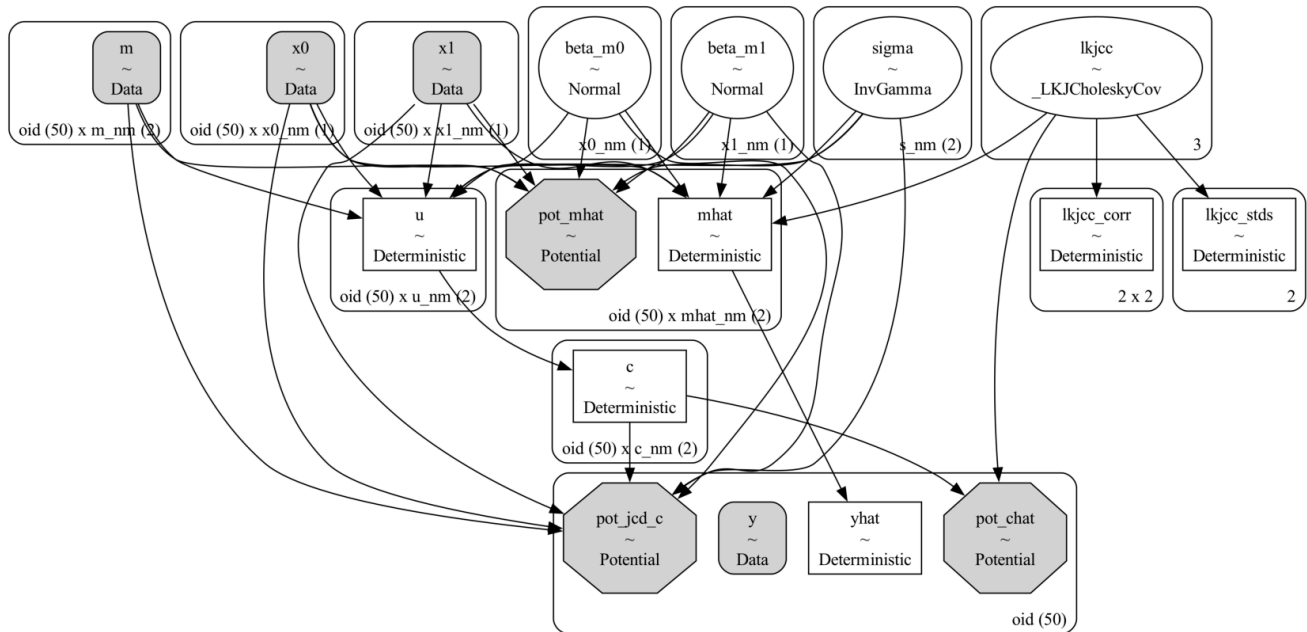 m
~
Data
oid (50) x m_nm (2)
x0
~
Data
oid (50) x x0_nm (1)
x1
~
Data
oid (50) x x1_nm (1)
beta_m0
~
Normal
x0_nm (1)
beta_m1
~
Normal
x1_nm (1)
sigma
~
InvGamma
s_nm (2)
lkjcc
~
_LKJCholeskyCov
3
u
~
Deterministic
oid (50) x u_nm (2)
pot_mhat
~
Potential
mhat
~
Deterministic
oid (50) x mhat_nm (2)
lkjcc_corr
~
Deterministic
2 x 2
lkjcc_stds
~
Deterministic
2
c
~
Deterministic
oid (50) x c_nm (2)
pot_jcd_c
~
Potential
y
~
Data
yhat
~
Deterministic
pot_chat
~
Potential
oid (50)